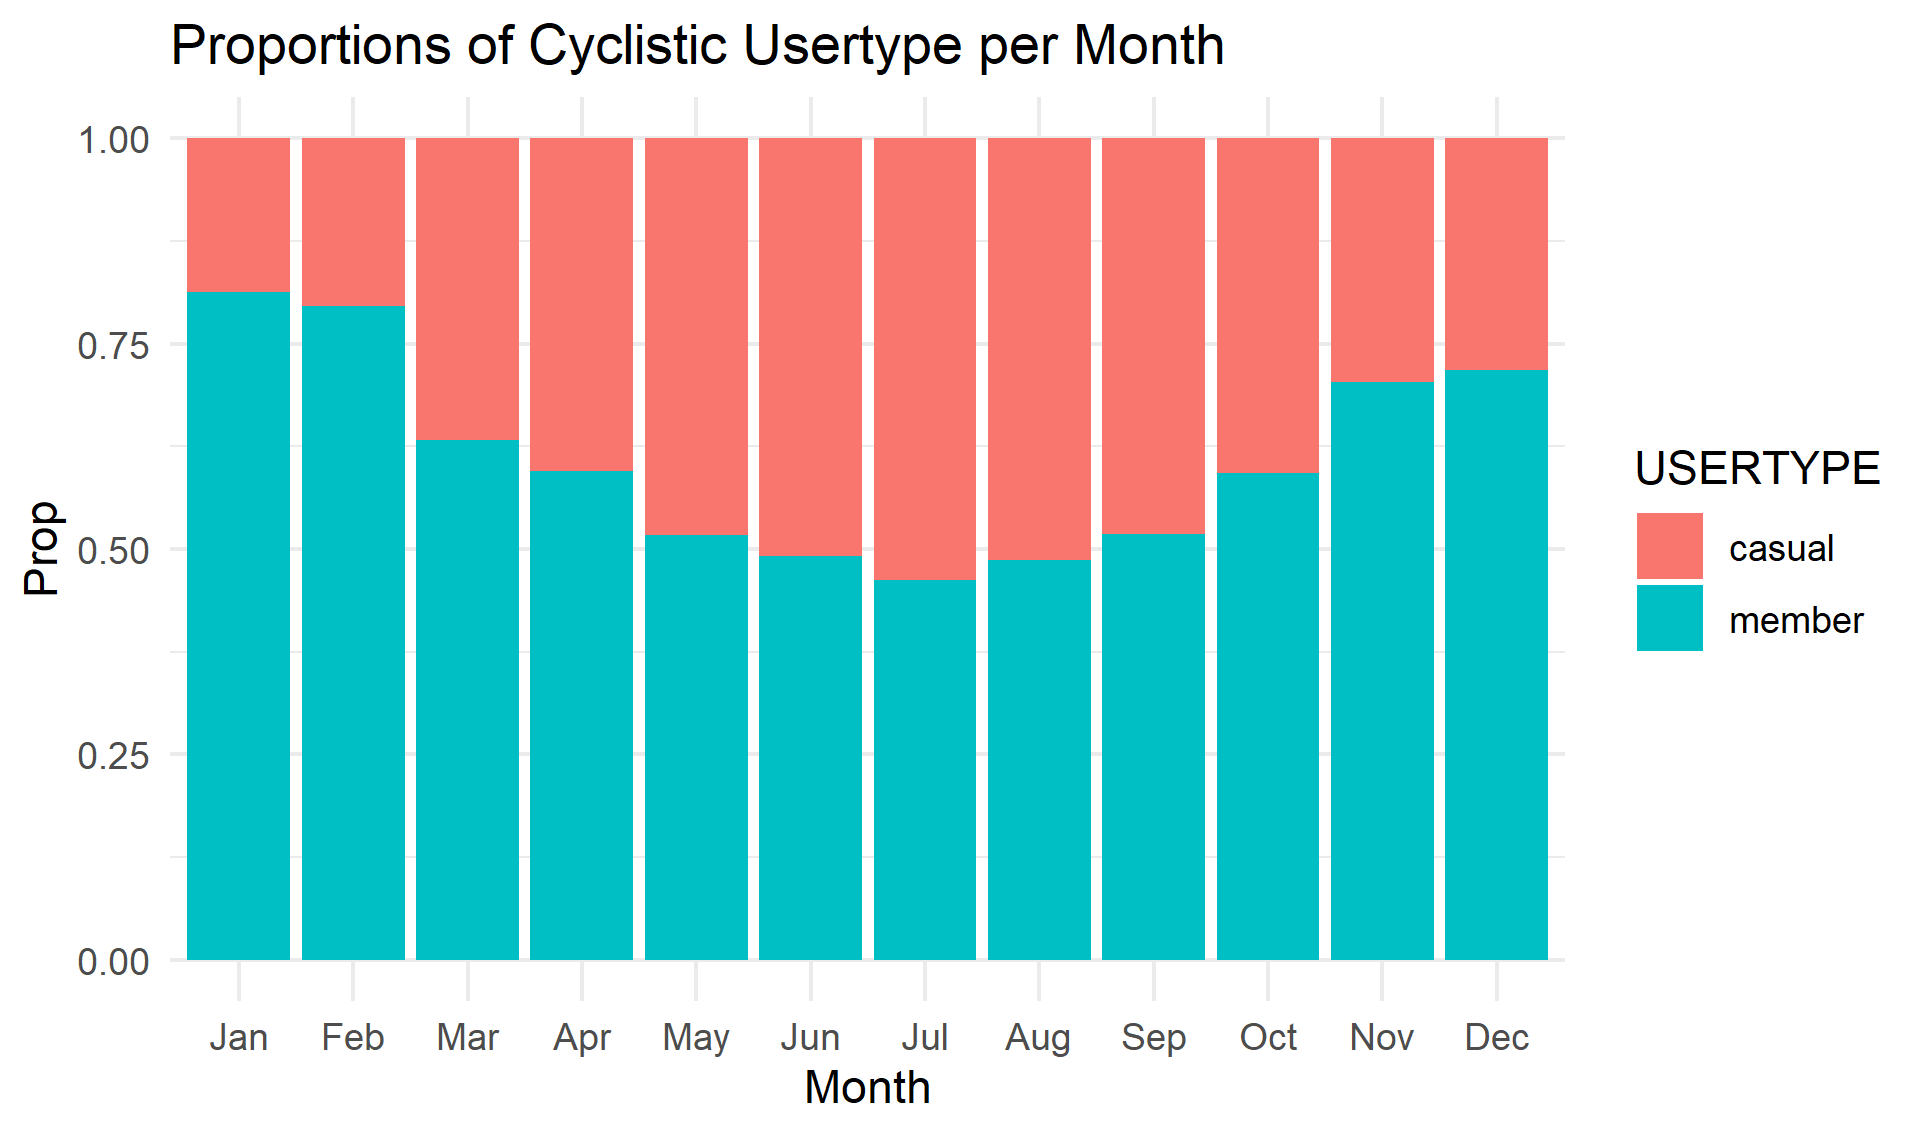 Proportions of Cyclistic Usertype per Month
Prop
1.00
0.75
0.50
0.25
0.00
Jan Feb Mar Apr May Jun Jul Aug Sep Oct Nov Dec
Month
USERTYPE
casual
member